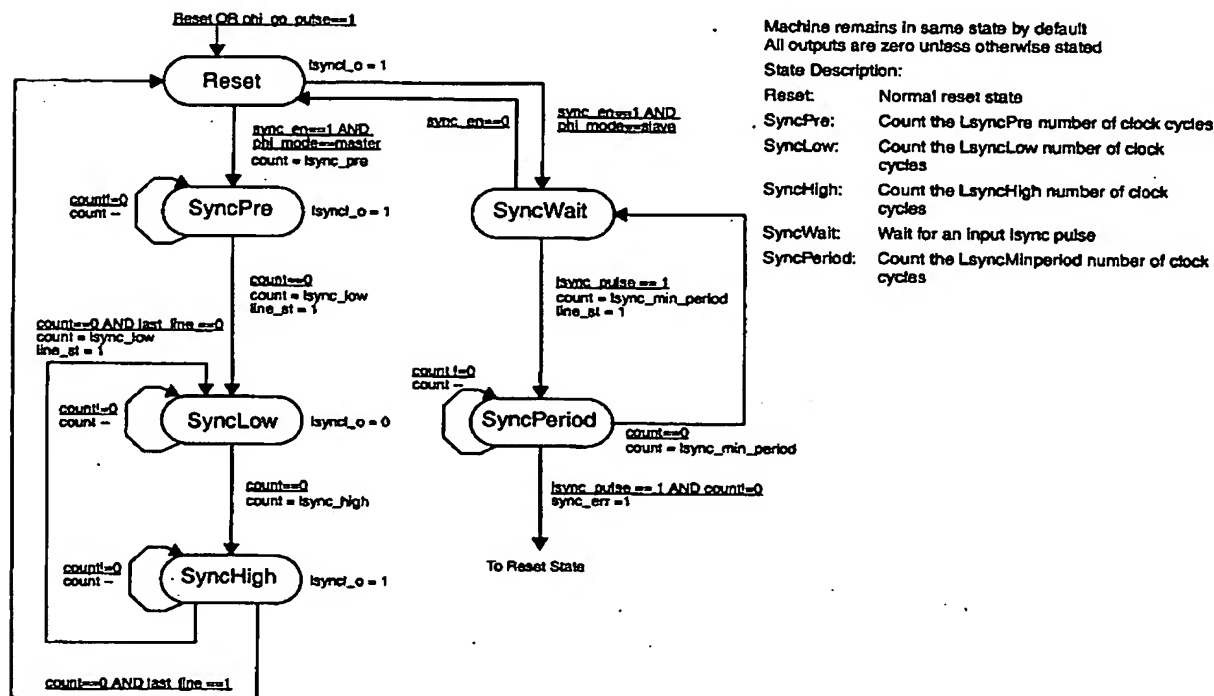 Reset OR phi_go_pulse==1
Reset
lsyncl_o = 1
sync_en==1 AND
phi_mode==master
count = lsync_pre
sync_en==0
sync_en==1 AND
phi_mode==slave
count!=0
count --
SyncPre
lsyncl_o = 1
SyncWait
count==0
count = lsync_low
line_st = 1
lsync_pulse == 1
count = lsync_min_period
line_st = 1
count==0 AND last_line ==0
count = lsync_low
line_st = 1
count!=0
count --
SyncLow
lsyncl_o = 0
count !=0
count --
SyncPeriod
count==0
count = lsync_min_period
count==0
count = lsync_high
lsync_pulse == 1 AND count!=0
sync_err =1
count!=0
count --
SyncHigh
lsyncl_o = 1
To Reset State
count==0 AND last_line ==1
Machine remains in same state by default
All outputs are zero unless otherwise stated
State Description:
Reset: Normal reset state
SyncPre: Count the LsyncPre number of clock cycles
SyncLow: Count the LsyncLow number of clock
cycles
SyncHigh: Count the LsyncHigh number of clock
cycles
SyncWait: Wait for an input lsync pulse
SyncPeriod: Count the LsyncMinperiod number of clock
cycles